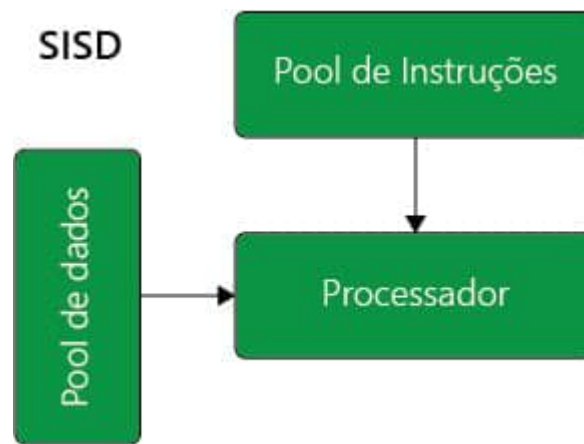 SISD
Pool de Instruções
Pool de dados
Processador